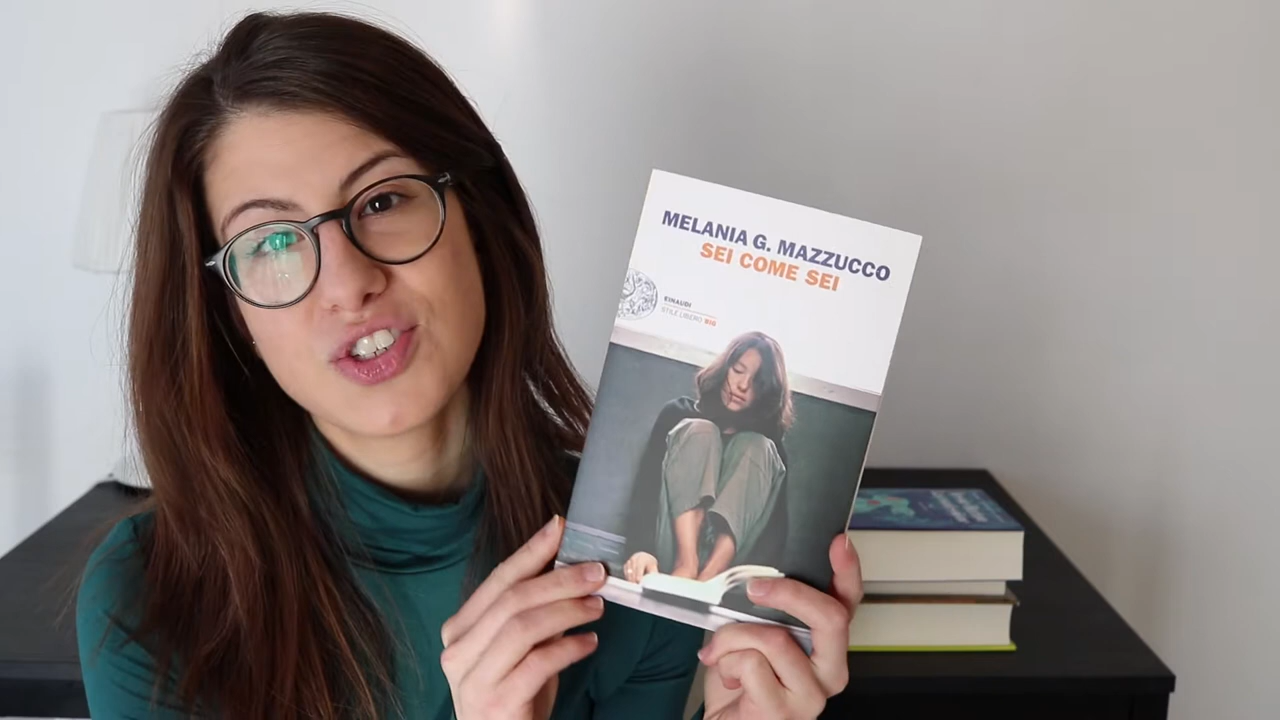 MELANIA G. MAZZUCCO
SEI COME SEI
EINAUDI
STILE LIBERO BIG